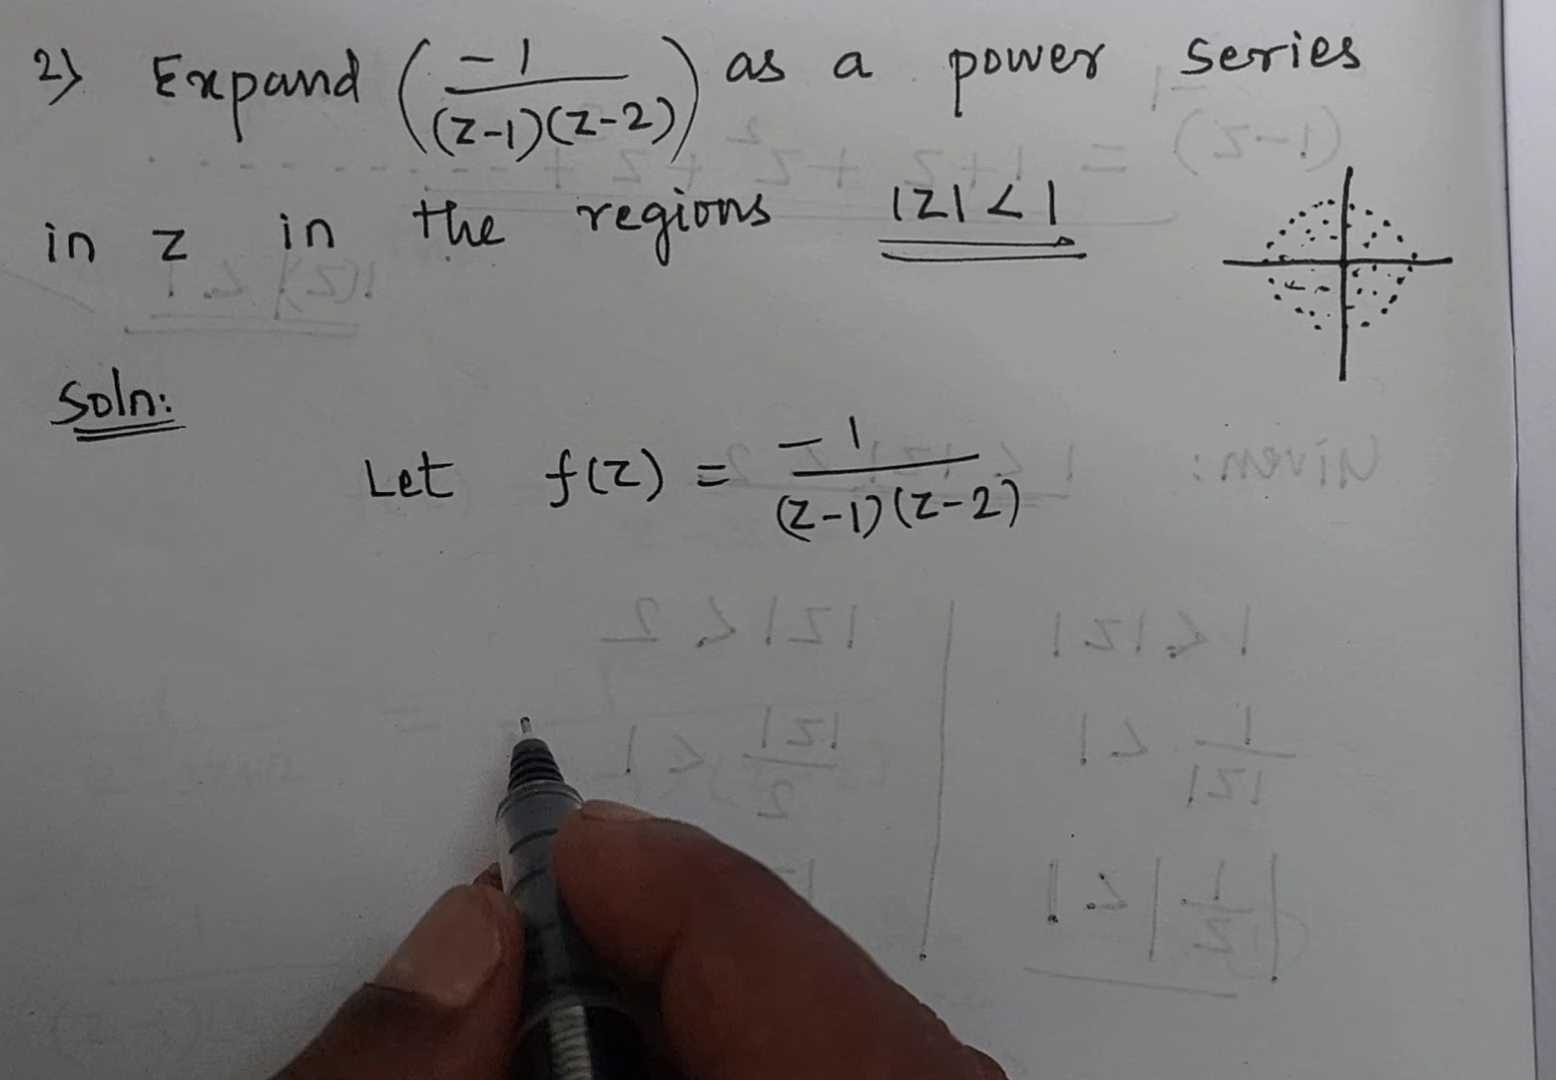 2) Expand (-1/((z-1)(z-2))) as a power series
in z in the regions |z| < 1
Soln:
Let f(z) = -1/((z-1)(z-2))